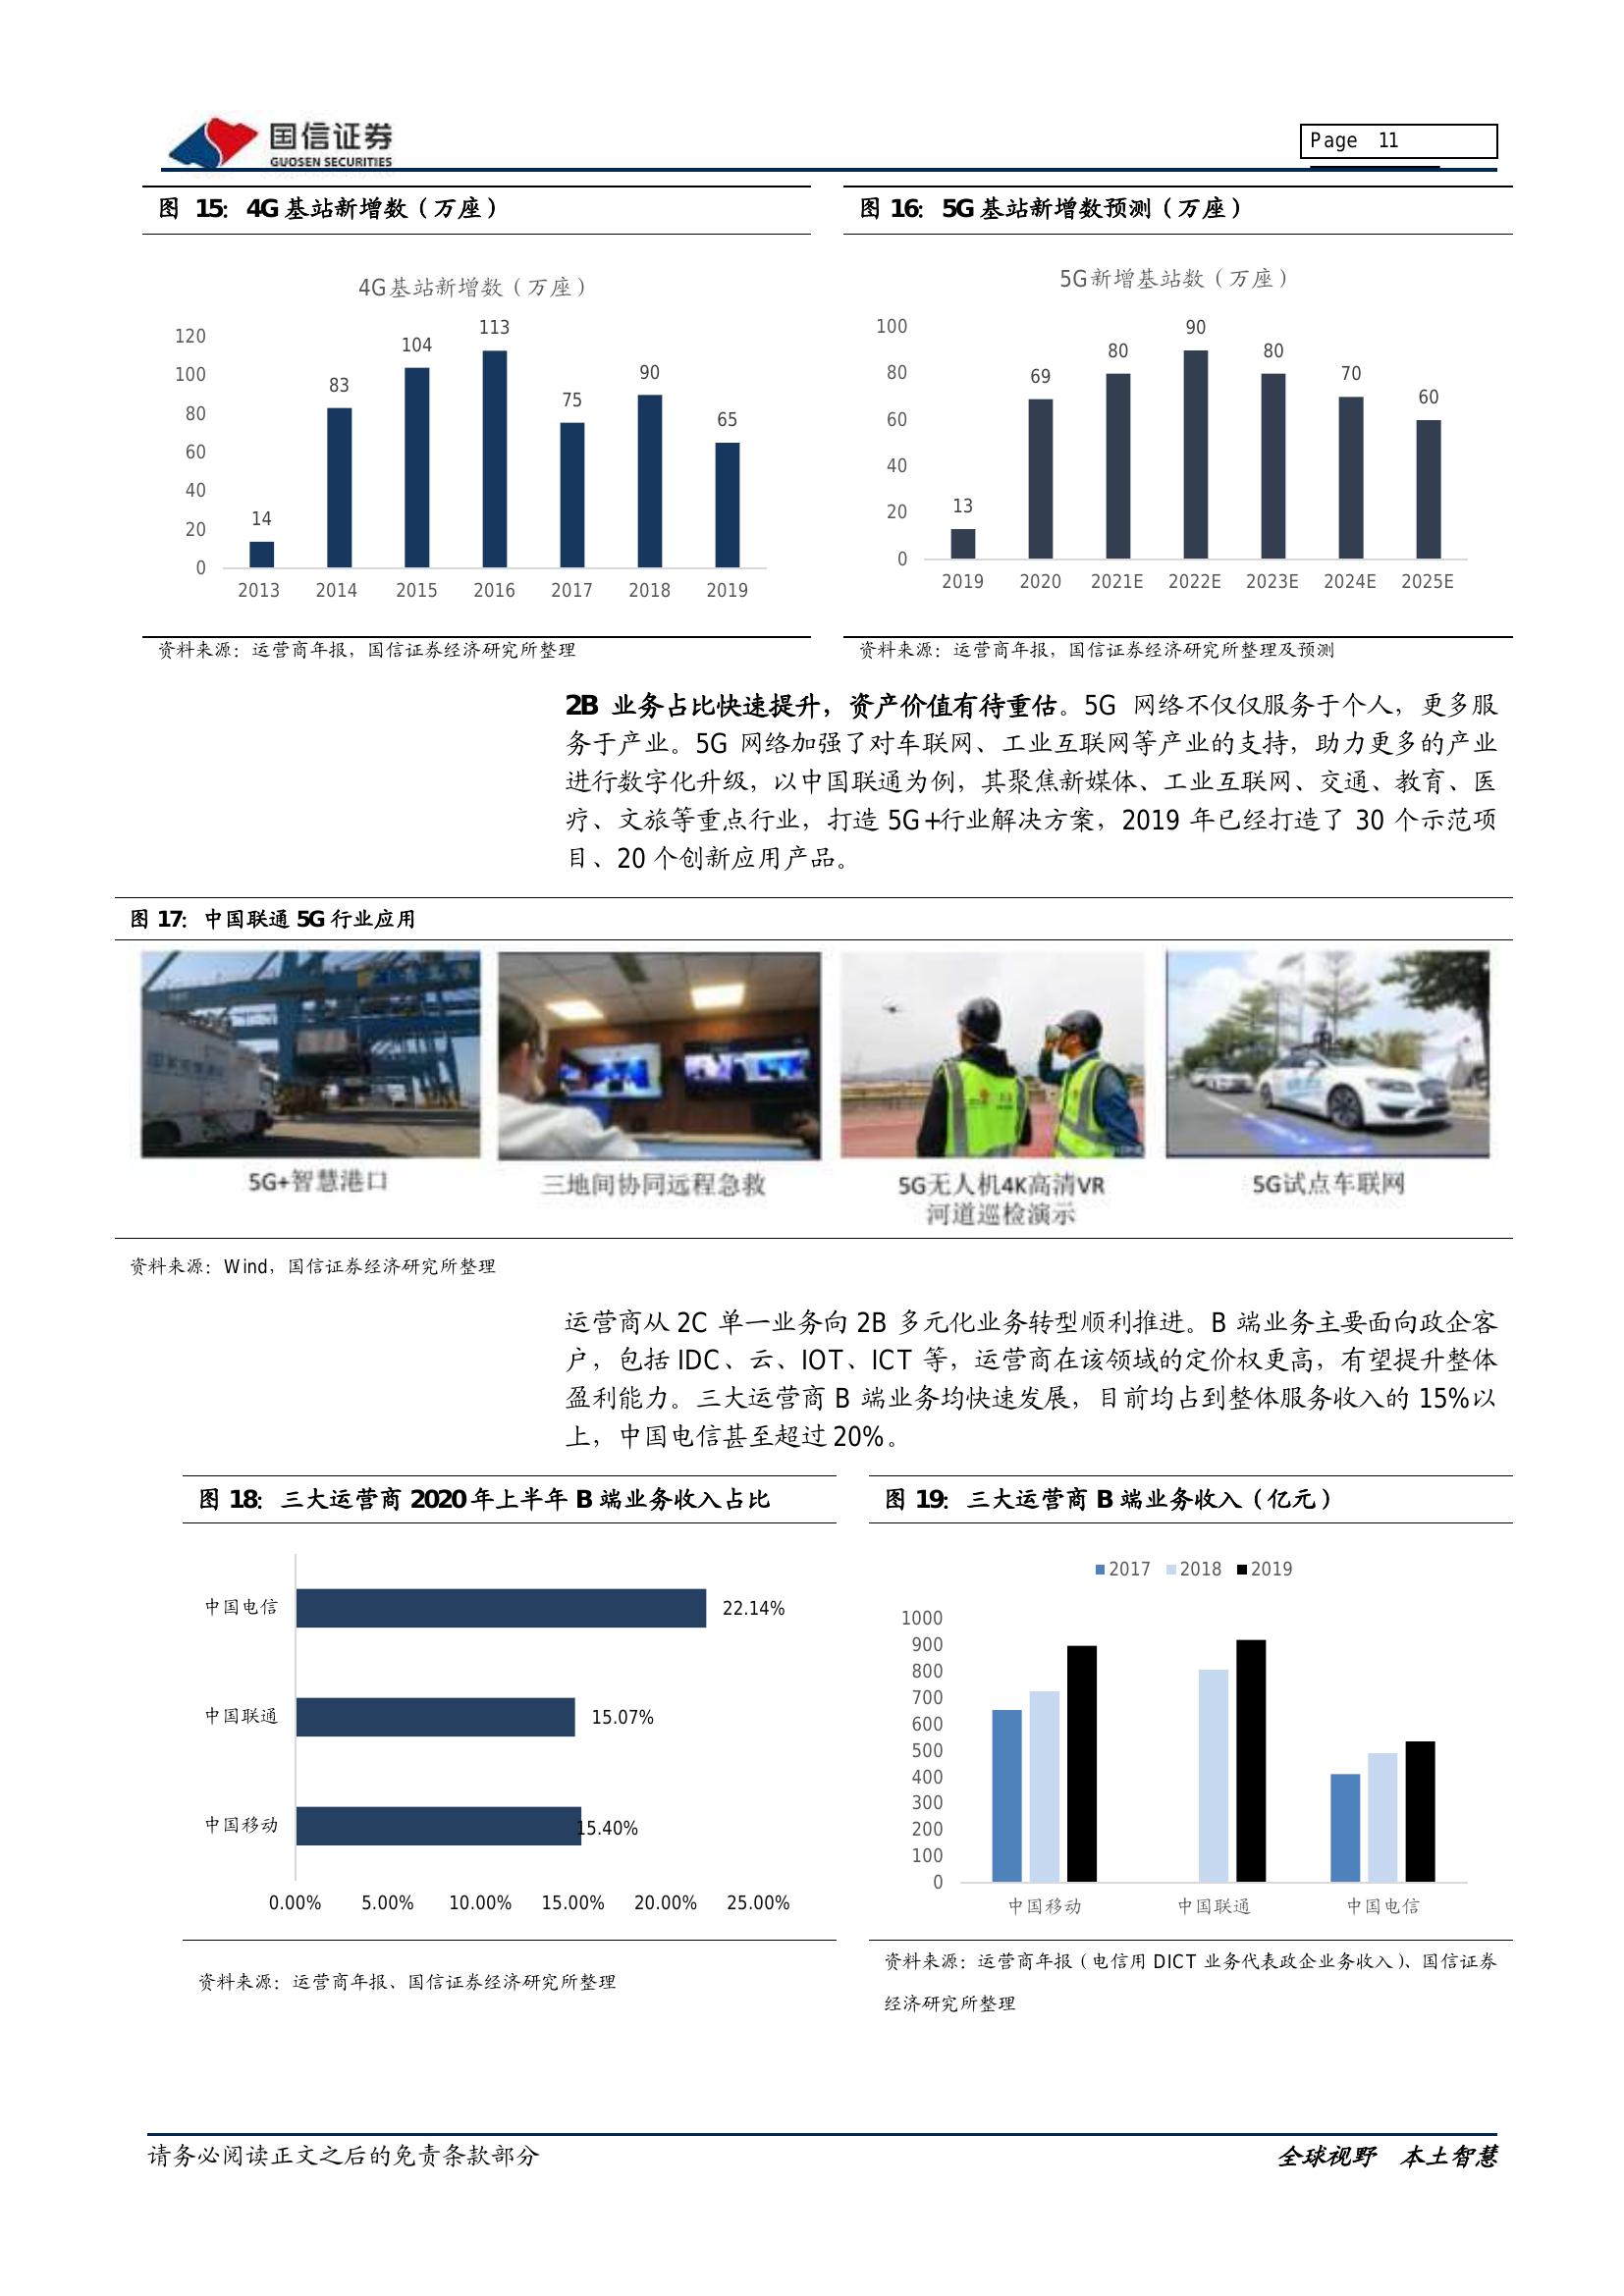 国信证券
GUOSEN SECURITIES
Page 11
图 15：4G 基站新增数（万座）
4G基站新增数（万座）
120
100
80
60
40
20
0
14
83
104
113
75
90
65
2013 2014 2015 2016 2017 2018 2019
资料来源：运营商年报，国信证券经济研究所整理
图 16：5G 基站新增数预测（万座）
5G新增基站数（万座）
100
80
60
40
20
0
13
69
80
90
80
70
60
2019 2020 2021E 2022E 2023E 2024E 2025E
资料来源：运营商年报，国信证券经济研究所整理及预测
2B 业务占比快速提升，资产价值有待重估。5G 网络不仅仅服务于个人，更多服
务于产业。5G 网络加强了对车联网、工业互联网等产业的支持，助力更多的产业
进行数字化升级，以中国联通为例，其聚焦新媒体、工业互联网、交通、教育、医
疗、文旅等重点行业，打造 5G+行业解决方案，2019 年已经打造了 30 个示范项
目、20 个创新应用产品。
图 17：中国联通 5G 行业应用
5G+智慧港口
三地间协同远程急救
5G无人机4K高清VR
河道巡检演示
5G试点车联网
资料来源：Wind，国信证券经济研究所整理
运营商从 2C 单一业务向 2B 多元化业务转型顺利推进。B 端业务主要面向政企客
户，包括 IDC、云、IOT、ICT 等，运营商在该领域的定价权更高，有望提升整体
盈利能力。三大运营商 B 端业务均快速发展，目前均占到整体服务收入的 15%以
上，中国电信甚至超过 20%。
图 18：三大运营商 2020 年上半年 B 端业务收入占比
中国电信 22.14%
中国联通 15.07%
中国移动 15.40%
0.00% 5.00% 10.00% 15.00% 20.00% 25.00%
资料来源：运营商年报、国信证券经济研究所整理
图 19：三大运营商 B 端业务收入（亿元）
2017 2018 2019
1000
900
800
700
600
500
400
300
200
100
0
中国移动 中国联通 中国电信
资料来源：运营商年报（电信用 DICT 业务代表政企业务收入）、国信证券
经济研究所整理
请务必阅读正文之后的免责条款部分
全球视野 本土智慧